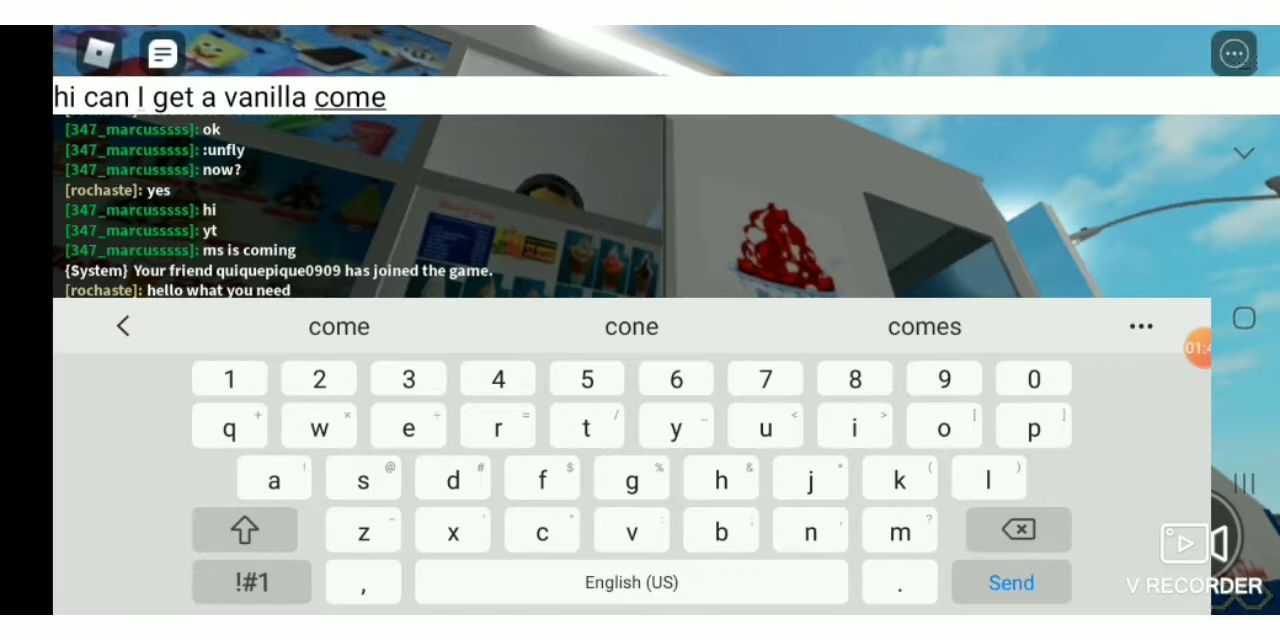 hi can I get a vanilla come
[347_marcusssss]: ok
[347_marcusssss]: :unfly
[347_marcusssss]: now?
[rochaste]: yes
[347_marcusssss]: hi
[347_marcusssss]: yt
[347_marcusssss]: ms is coming
{System} Your friend quiquepique0909 has joined the game.
[rochaste]: hello what you need
come cone comes
01:4
1 2 3 4 5 6 7 8 9 0
q + w × e ÷ r = t / y _ u < i > o [ p ]
a ! s @ d # f $ g % h & j * k ( l )
z - x ' c " v : b ; n , m ?
!#1 , English (US) . Send
V RECORDER